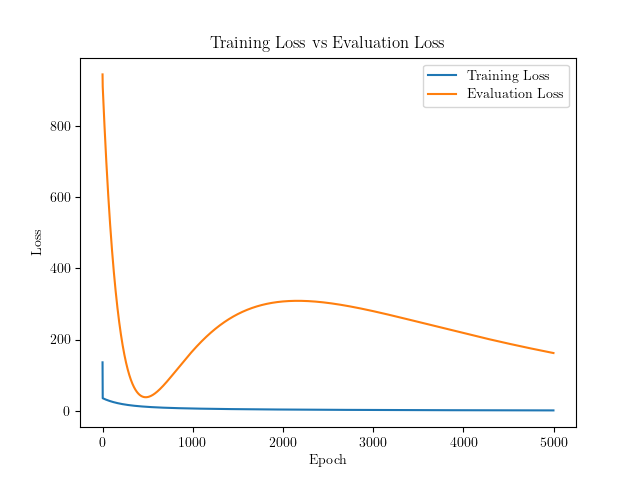 Training Loss vs Evaluation Loss
Training Loss
Evaluation Loss
800
600
400
200
0
Loss
0 1000 2000 3000 4000 5000
Epoch